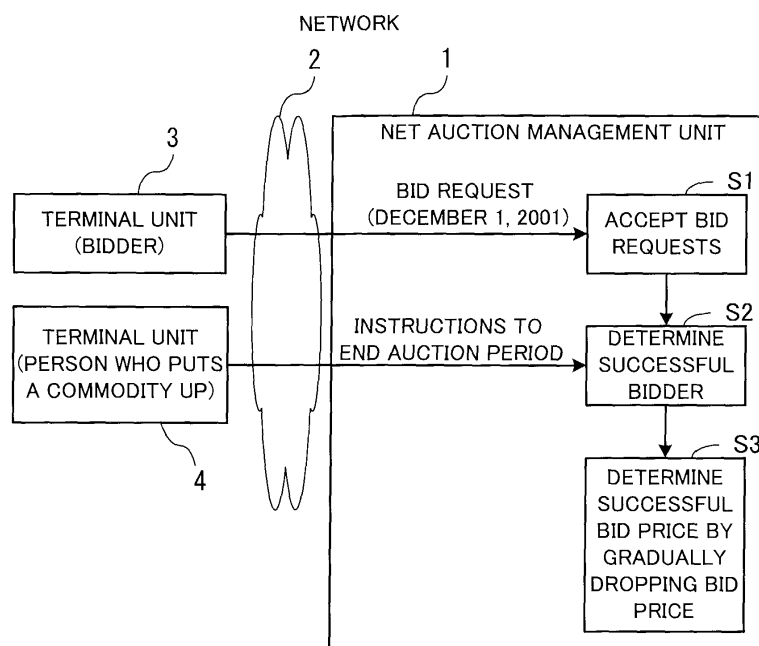 NETWORK
2
1
NET AUCTION MANAGEMENT UNIT
3
TERMINAL UNIT
(BIDDER)
BID REQUEST
(DECEMBER 1, 2001)
S1
ACCEPT BID
REQUESTS
TERMINAL UNIT
(PERSON WHO PUTS
A COMMODITY UP)
4
INSTRUCTIONS TO
END AUCTION PERIOD
S2
DETERMINE
SUCCESSFUL
BIDDER
S3
DETERMINE
SUCCESSFUL
BID PRICE BY
GRADUALLY
DROPPING BID
PRICE